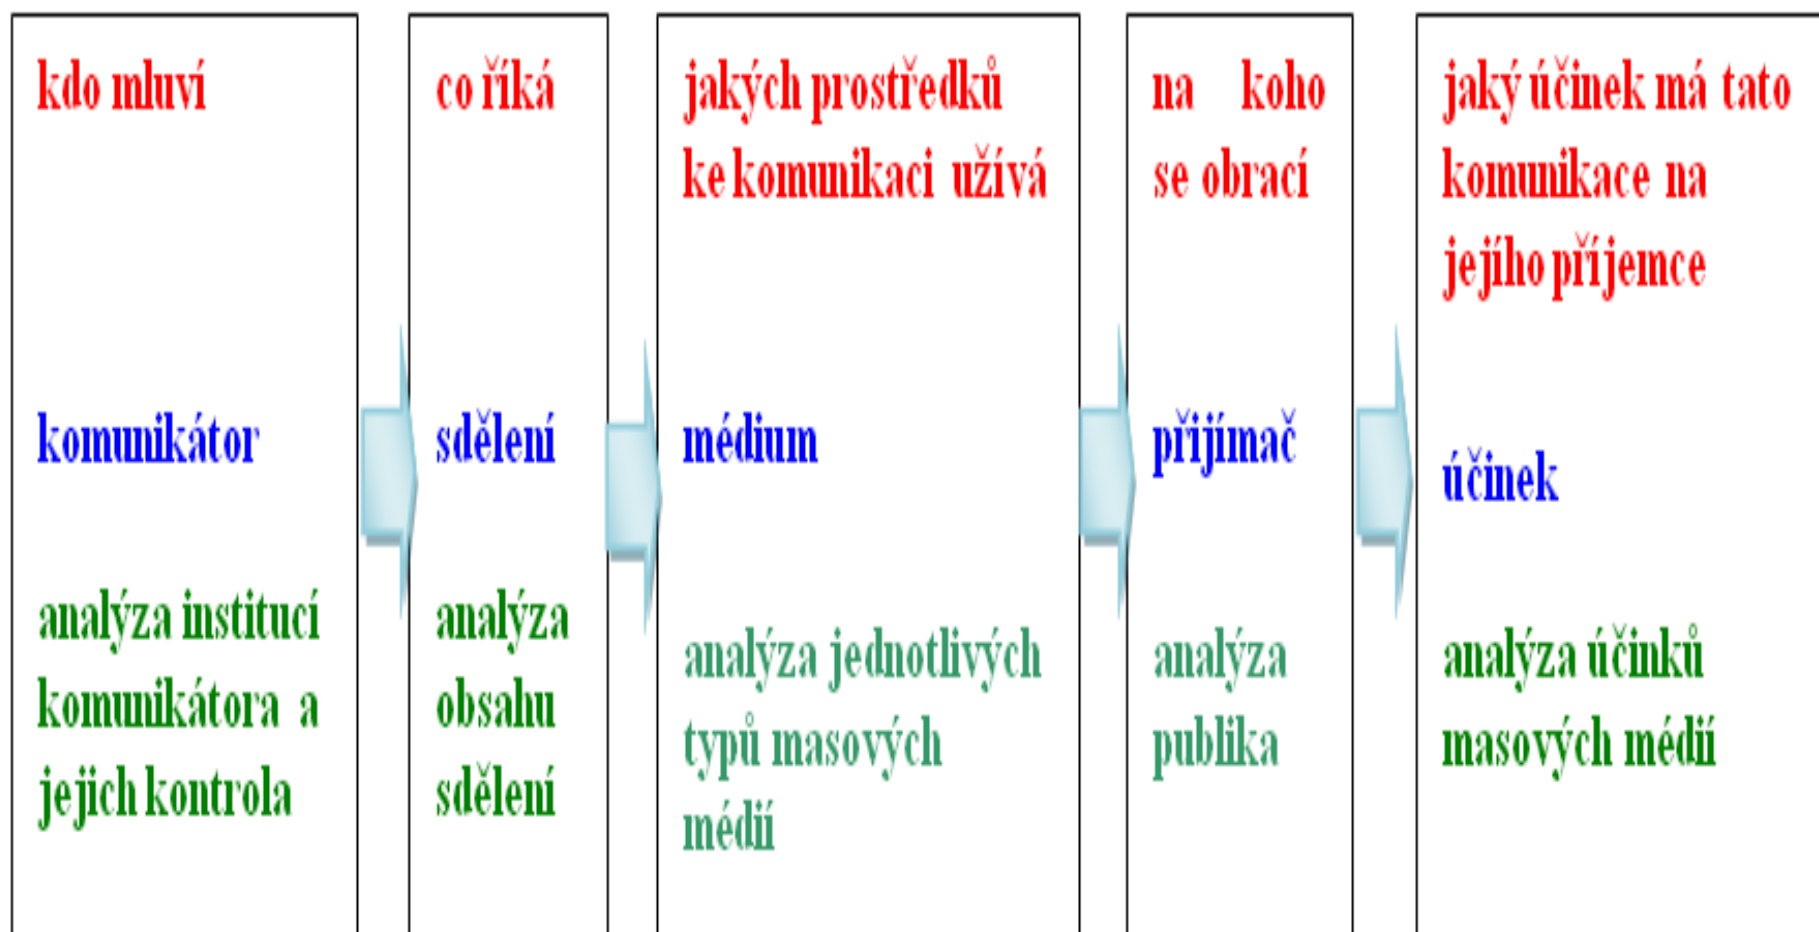 kdo mluví
komunikátor
analýza institucí
komunikátora a
jejich kontrola
co říká
sdělení
analýza
obsahu
sdělení
jakých prostředků
ke komunikaci užívá
médium
analýza jednotlivých
typů masových
médií
na koho
se obrací
přijímač
analýza
publika
jaký účinek má tato
komunikace na
jejího příjemce
účinek
analýza účinků
masových médií